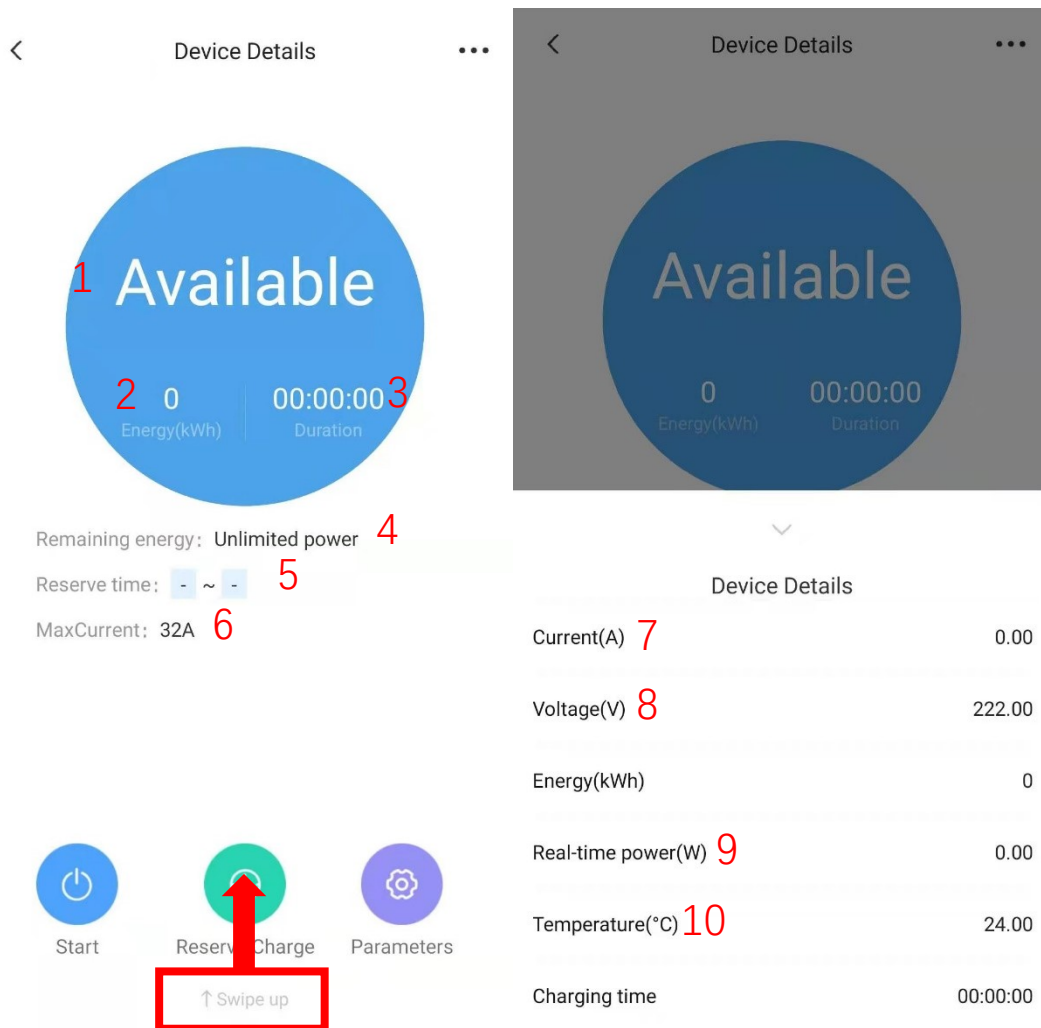 Device Details
1 Available
2 0 00:00:00 3
Energy(kWh) Duration
Remaining energy: Unlimited power 4
Reserve time: - ~ - 5
MaxCurrent: 32A 6
Start Reserve Charge Parameters
↑ Swipe up
Device Details
Available
0 00:00:00
Energy(kWh) Duration
Device Details
Current(A) 7 0.00
Voltage(V) 8 222.00
Energy(kWh) 0
Real-time power(W) 9 0.00
Temperature(°C) 10 24.00
Charging time 00:00:00